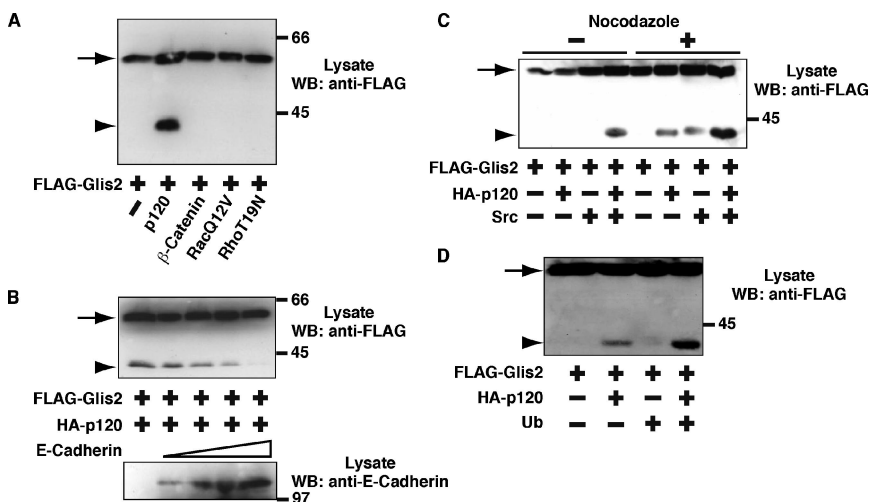 A
66
Lysate
WB: anti-FLAG
45
FLAG-Glis2 + + + + +
− p120 β-Catenin RacQ12V RhoT19N
B
66
Lysate
WB: anti-FLAG
45
FLAG-Glis2 + + + + +
HA-p120 + + + + +
E-Cadherin
Lysate
WB: anti-E-Cadherin
97
C
Nocodazole
− +
Lysate
WB: anti-FLAG
45
FLAG-Glis2 + + + + + + + +
HA-p120 − + − + − + − +
Src − − + + − − + +
D
Lysate
WB: anti-FLAG
45
FLAG-Glis2 + + + +
HA-p120 − + − +
Ub − − + +